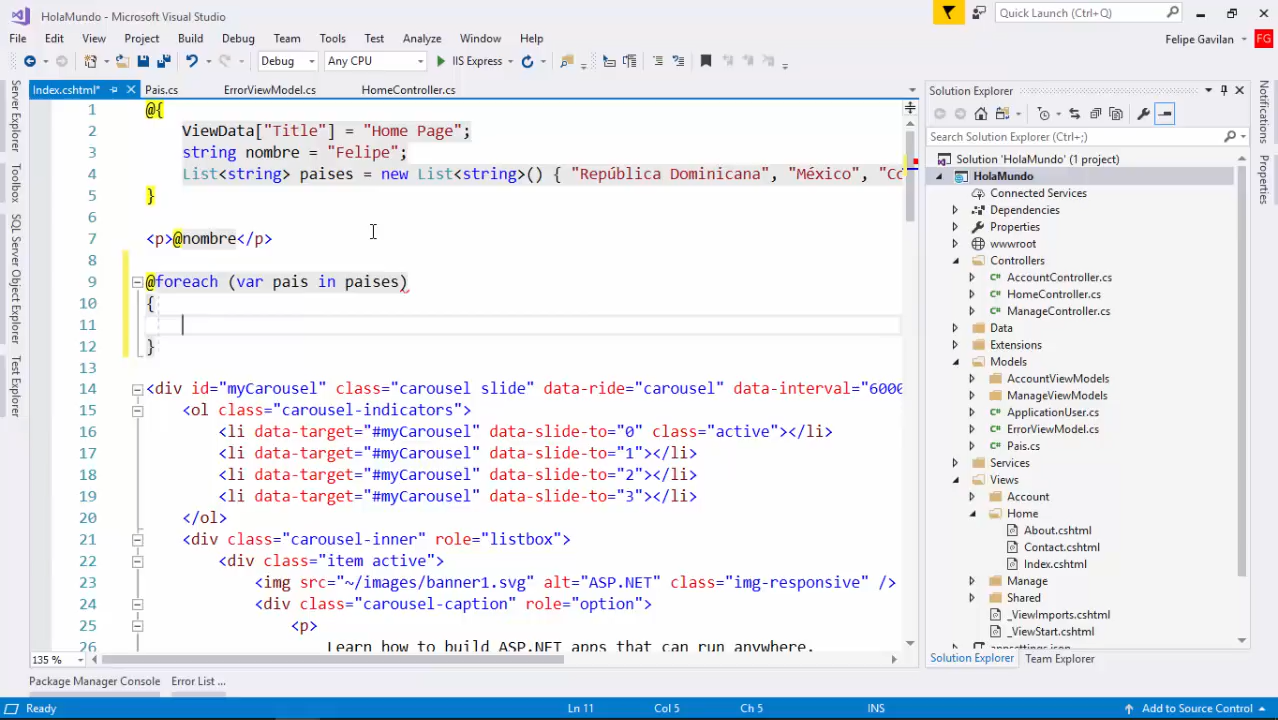 HolaMundo - Microsoft Visual Studio
Quick Launch (Ctrl+Q)
File Edit View Project Build Debug Team Tools Test Analyze Window Help
Felipe Gavilan FG
Debug Any CPU IIS Express
Index.cshtml* Pais.cs ErrorViewModel.cs HomeController.cs
Server Explorer
Toolbox
SQL Server Object Explorer
Test Explorer
1 @{
2 ViewData["Title"] = "Home Page";
3 string nombre = "Felipe";
4 List<string> paises = new List<string>() { "República Dominicana", "México", "Co
5 }
6
7 <p>@nombre</p>
8
9 @foreach (var pais in paises)
10 {
11
12 }
13
14 <div id="myCarousel" class="carousel slide" data-ride="carousel" data-interval="6000
15 <ol class="carousel-indicators">
16 <li data-target="#myCarousel" data-slide-to="0" class="active"></li>
17 <li data-target="#myCarousel" data-slide-to="1"></li>
18 <li data-target="#myCarousel" data-slide-to="2"></li>
19 <li data-target="#myCarousel" data-slide-to="3"></li>
20 </ol>
21 <div class="carousel-inner" role="listbox">
22 <div class="item active">
23 <img src="~/images/banner1.svg" alt="ASP.NET" class="img-responsive" />
24 <div class="carousel-caption" role="option">
25 <p>
26 Learn how to build ASP.NET apps that can run anywhere.
135 %
Solution Explorer
Search Solution Explorer (Ctrl+;)
Solution 'HolaMundo' (1 project)
HolaMundo
Connected Services
Dependencies
Properties
wwwroot
Controllers
AccountController.cs
HomeController.cs
ManageController.cs
Data
Extensions
Models
AccountViewModels
ManageViewModels
ApplicationUser.cs
ErrorViewModel.cs
Pais.cs
Services
Views
Account
Home
About.cshtml
Contact.cshtml
Index.cshtml
Manage
Shared
_ViewImports.cshtml
_ViewStart.cshtml
appsettings.json
Solution Explorer Team Explorer
Notifications
Properties
Package Manager Console Error List ...
Ready Ln 11 Col 5 Ch 5 INS Add to Source Control